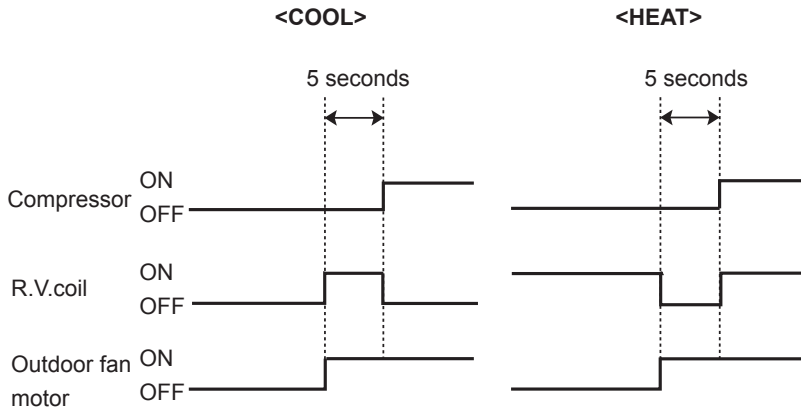 <COOL> <HEAT>
5 seconds 5 seconds
Compressor ON
OFF
R.V.coil ON
OFF
Outdoor fan ON
motor OFF